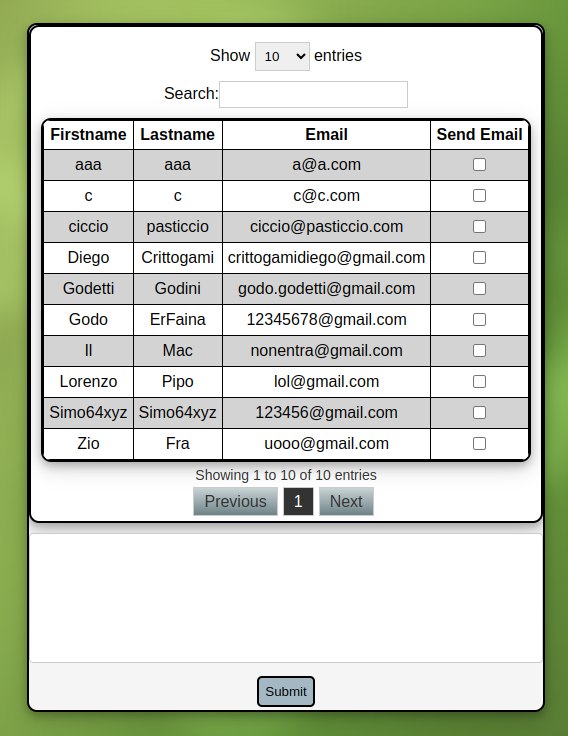 Show 10 entries
Search:
Firstname Lastname Email Send Email
aaa aaa a@a.com
c c c@c.com
ciccio pasticcio ciccio@pasticcio.com
Diego Crittogami crittogamidiego@gmail.com
Godetti Godini godo.godetti@gmail.com
Godo ErFaina 12345678@gmail.com
Il Mac nonentra@gmail.com
Lorenzo Pipo lol@gmail.com
Simo64xyz Simo64xyz 123456@gmail.com
Zio Fra uooo@gmail.com
Showing 1 to 10 of 10 entries
Previous 1 Next
Submit